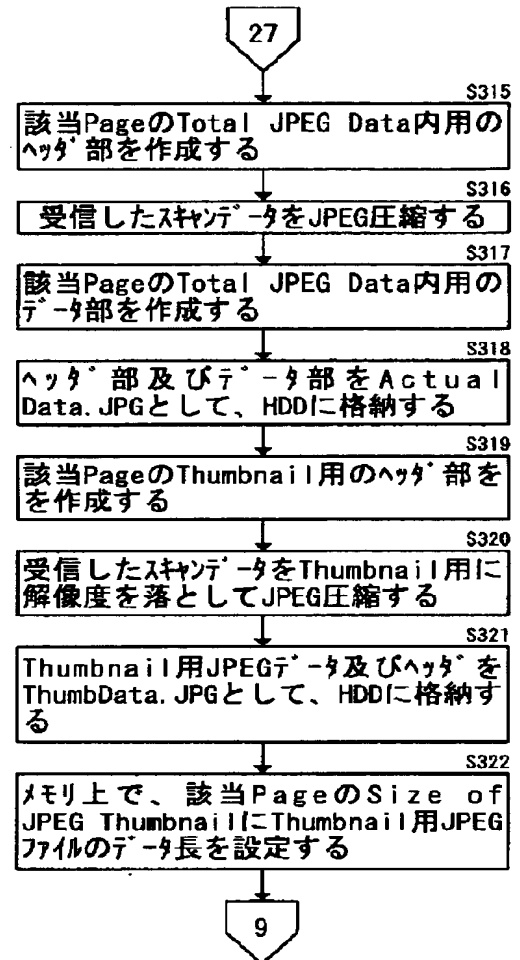 27
S315
該当PageのTotal JPEG Data内用の
ﾍｯﾀﾞ部を作成する
S316
受信したｽｷｬﾝﾃﾞｰﾀをJPEG圧縮する
S317
該当PageのTotal JPEG Data内用の
ﾃﾞｰﾀ部を作成する
S318
ﾍｯﾀﾞ部及びﾃﾞｰﾀ部をActual
Data.JPGとして、HDDに格納する
S319
該当PageのThumbnail用のﾍｯﾀﾞ部を
を作成する
S320
受信したｽｷｬﾝﾃﾞｰﾀをThumbnail用に
解像度を落としてJPEG圧縮する
S321
Thumbnail用JPEGﾃﾞｰﾀ及びﾍｯﾀﾞを
ThumbData.JPGとして、HDDに格納す
る
S322
ﾒﾓﾘ上で、該当PageのSize of
JPEG ThumbnailにThumbnail用JPEG
ﾌｧｲﾙのﾃﾞｰﾀ長を設定する
9